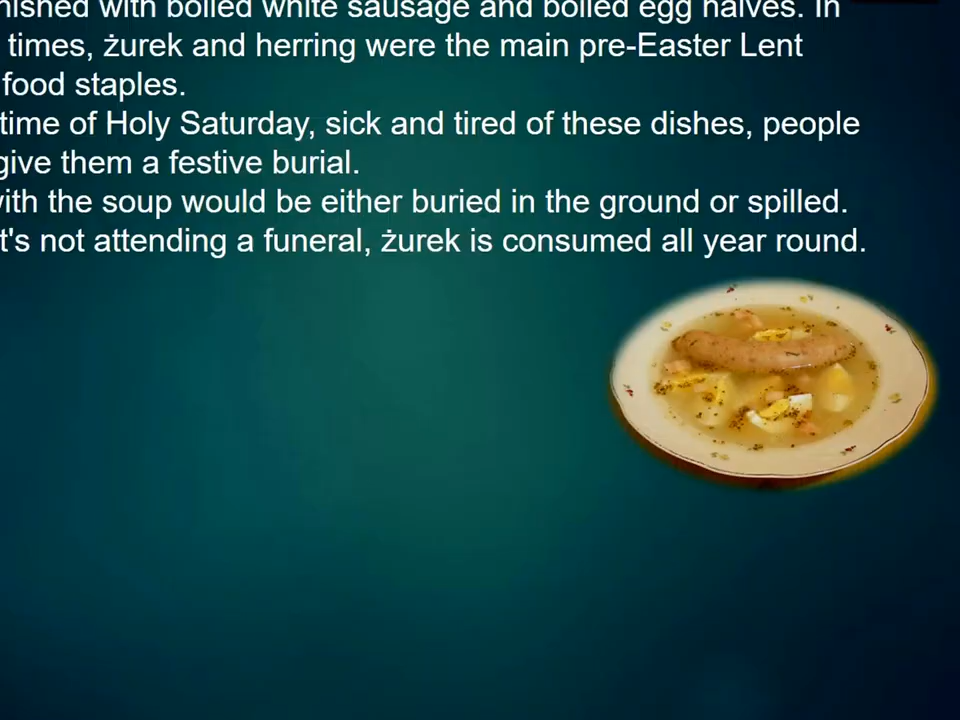 nished with boiled white sausage and boiled egg halves. In
times, żurek and herring were the main pre-Easter Lent
food staples.
time of Holy Saturday, sick and tired of these dishes, people
give them a festive burial.
with the soup would be either buried in the ground or spilled.
t's not attending a funeral, żurek is consumed all year round.